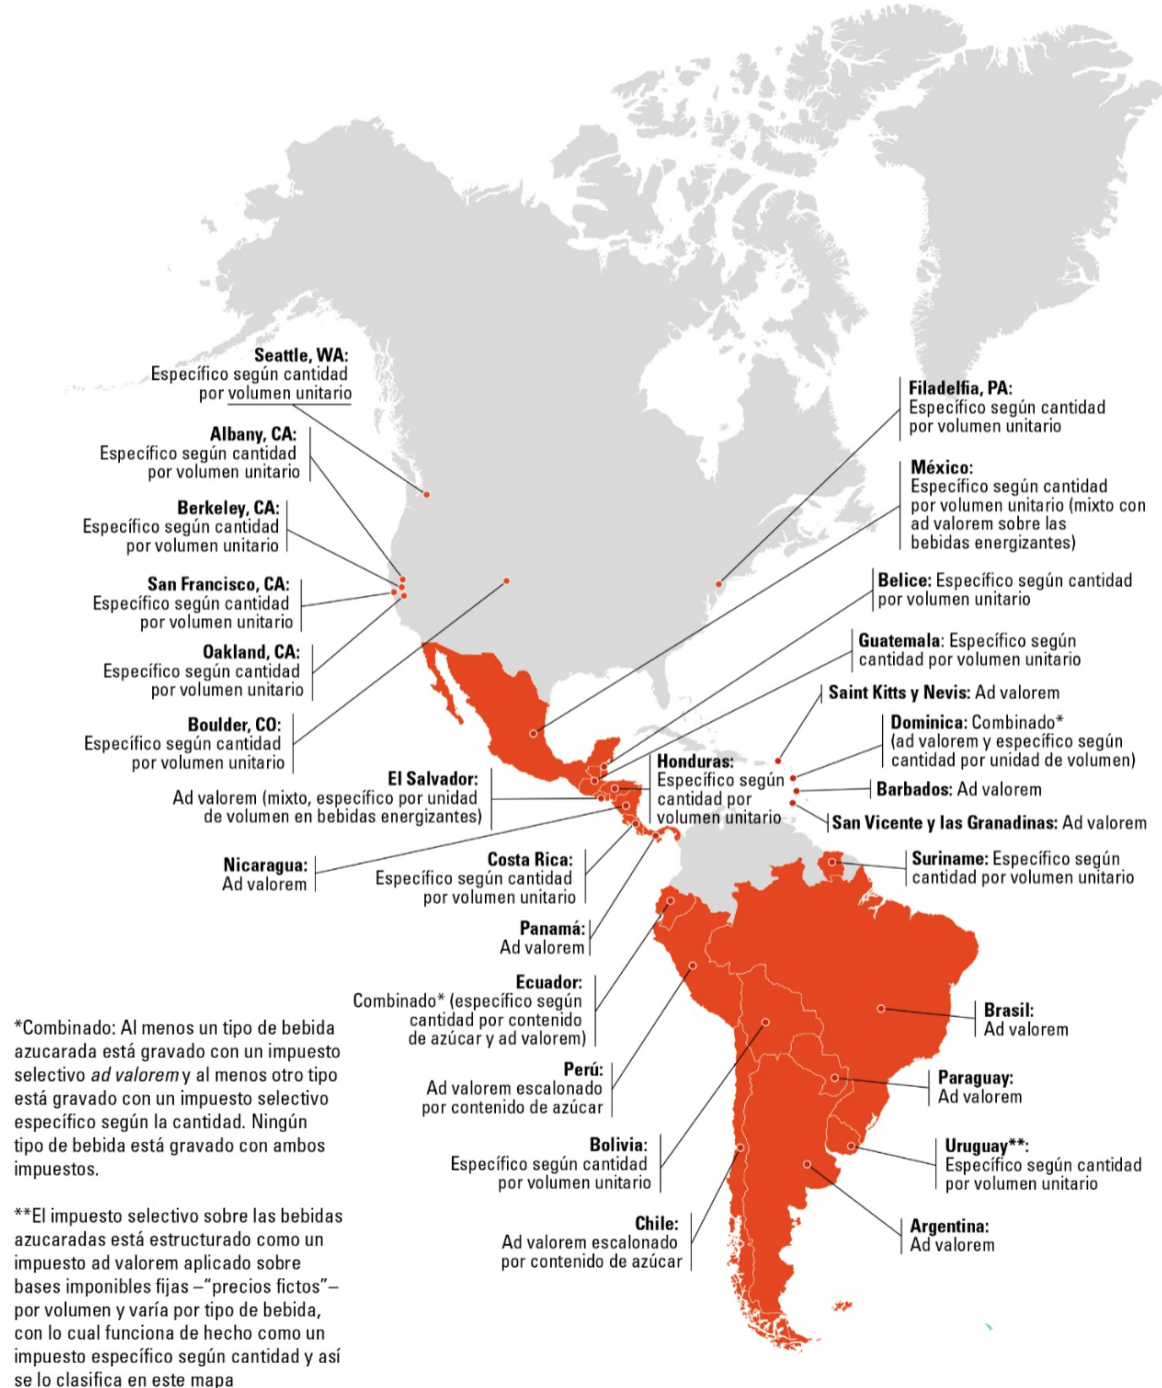 Seattle, WA:
Específico según cantidad
por volumen unitario
Albany, CA:
Específico según cantidad
por volumen unitario
Berkeley, CA:
Específico según cantidad
por volumen unitario
San Francisco, CA:
Específico según cantidad
por volumen unitario
Oakland, CA:
Específico según cantidad
por volumen unitario
Boulder, CO:
Específico según cantidad
por volumen unitario
El Salvador:
Ad valorem (mixto, específico por unidad
de volumen en bebidas energizantes)
Nicaragua:
Ad valorem
Costa Rica:
Específico según cantidad
por volumen unitario
Panamá:
Ad valorem
Ecuador:
Combinado* (específico según
cantidad por contenido
de azúcar y ad valorem)
Perú:
Ad valorem escalonado
por contenido de azúcar
Bolivia:
Específico según cantidad
por volumen unitario
Chile:
Ad valorem escalonado
por contenido de azúcar
Filadelfia, PA:
Específico según cantidad
por volumen unitario
México:
Específico según cantidad
por volumen unitario (mixto con
ad valorem sobre las
bebidas energizantes)
Belice: Específico según cantidad
por volumen unitario
Guatemala: Específico según
cantidad por volumen unitario
Saint Kitts y Nevis: Ad valorem
Dominica: Combinado*
(ad valorem y específico según
cantidad por unidad de volumen)
Honduras:
Específico según
cantidad por
volumen unitario
Barbados: Ad valorem
San Vicente y las Granadinas: Ad valorem
Suriname: Específico según
cantidad por volumen unitario
Brasil:
Ad valorem
Paraguay:
Ad valorem
Uruguay**:
Específico según cantidad
por volumen unitario
Argentina:
Ad valorem
*Combinado: Al menos un tipo de bebida
azucarada está gravado con un impuesto
selectivo ad valorem y al menos otro tipo
está gravado con un impuesto selectivo
específico según la cantidad. Ningún
tipo de bebida está gravado con ambos
impuestos.
**El impuesto selectivo sobre las bebidas
azucaradas está estructurado como un
impuesto ad valorem aplicado sobre
bases imponibles fijas –“precios fictos”–
por volumen y varía por tipo de bebida,
con lo cual funciona de hecho como un
impuesto específico según cantidad y así
se lo clasifica en este mapa